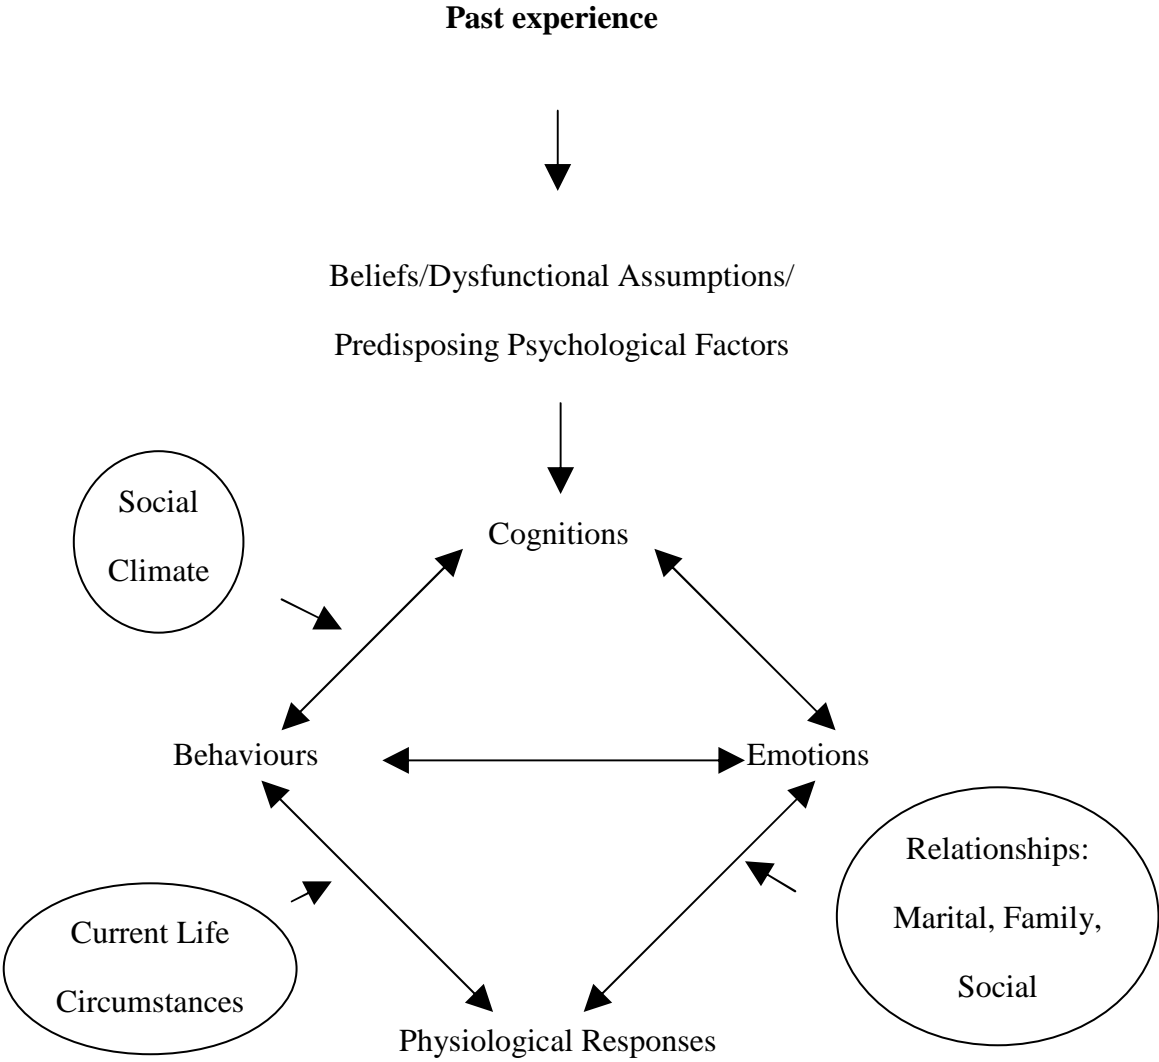 Past experience
Beliefs/Dysfunctional Assumptions/
Predisposing Psychological Factors
Social
Climate
Cognitions
Behaviours
Emotions
Relationships:
Marital, Family,
Social
Current Life
Circumstances
Physiological Responses